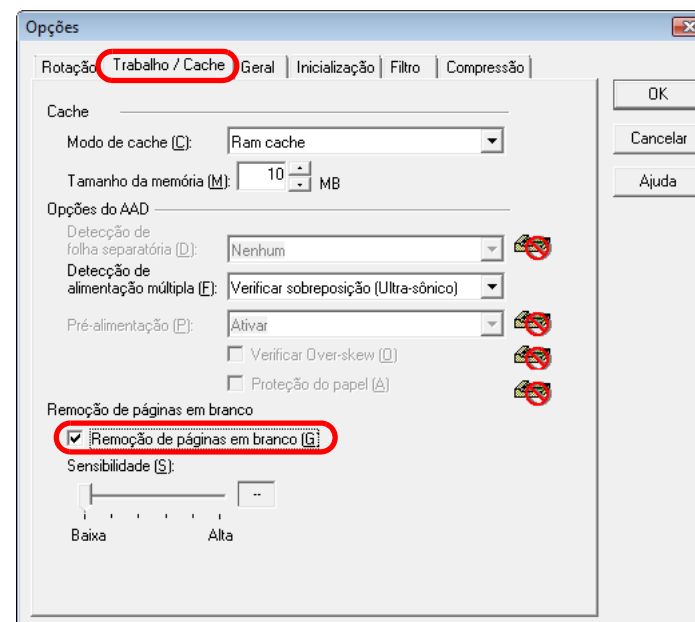 Opções
Rotação Trabalho / Cache Geral Inicialização Filtro Compressão
OK
Cancelar
Ajuda
Cache
Modo de cache (C): Ram cache
Tamanho da memória (M): 10 MB
Opções do AAD
Detecção de
folha separatória (D): Nenhum
Detecção de
alimentação múltipla (F): Verificar sobreposição (Ultra-sônico)
Pré-alimentação (P): Ativar
Verificar Over-skew (O)
Proteção do papel (A)
Remoção de páginas em branco
Remoção de páginas em branco (G)
Sensibilidade (S):
--
Baixa Alta